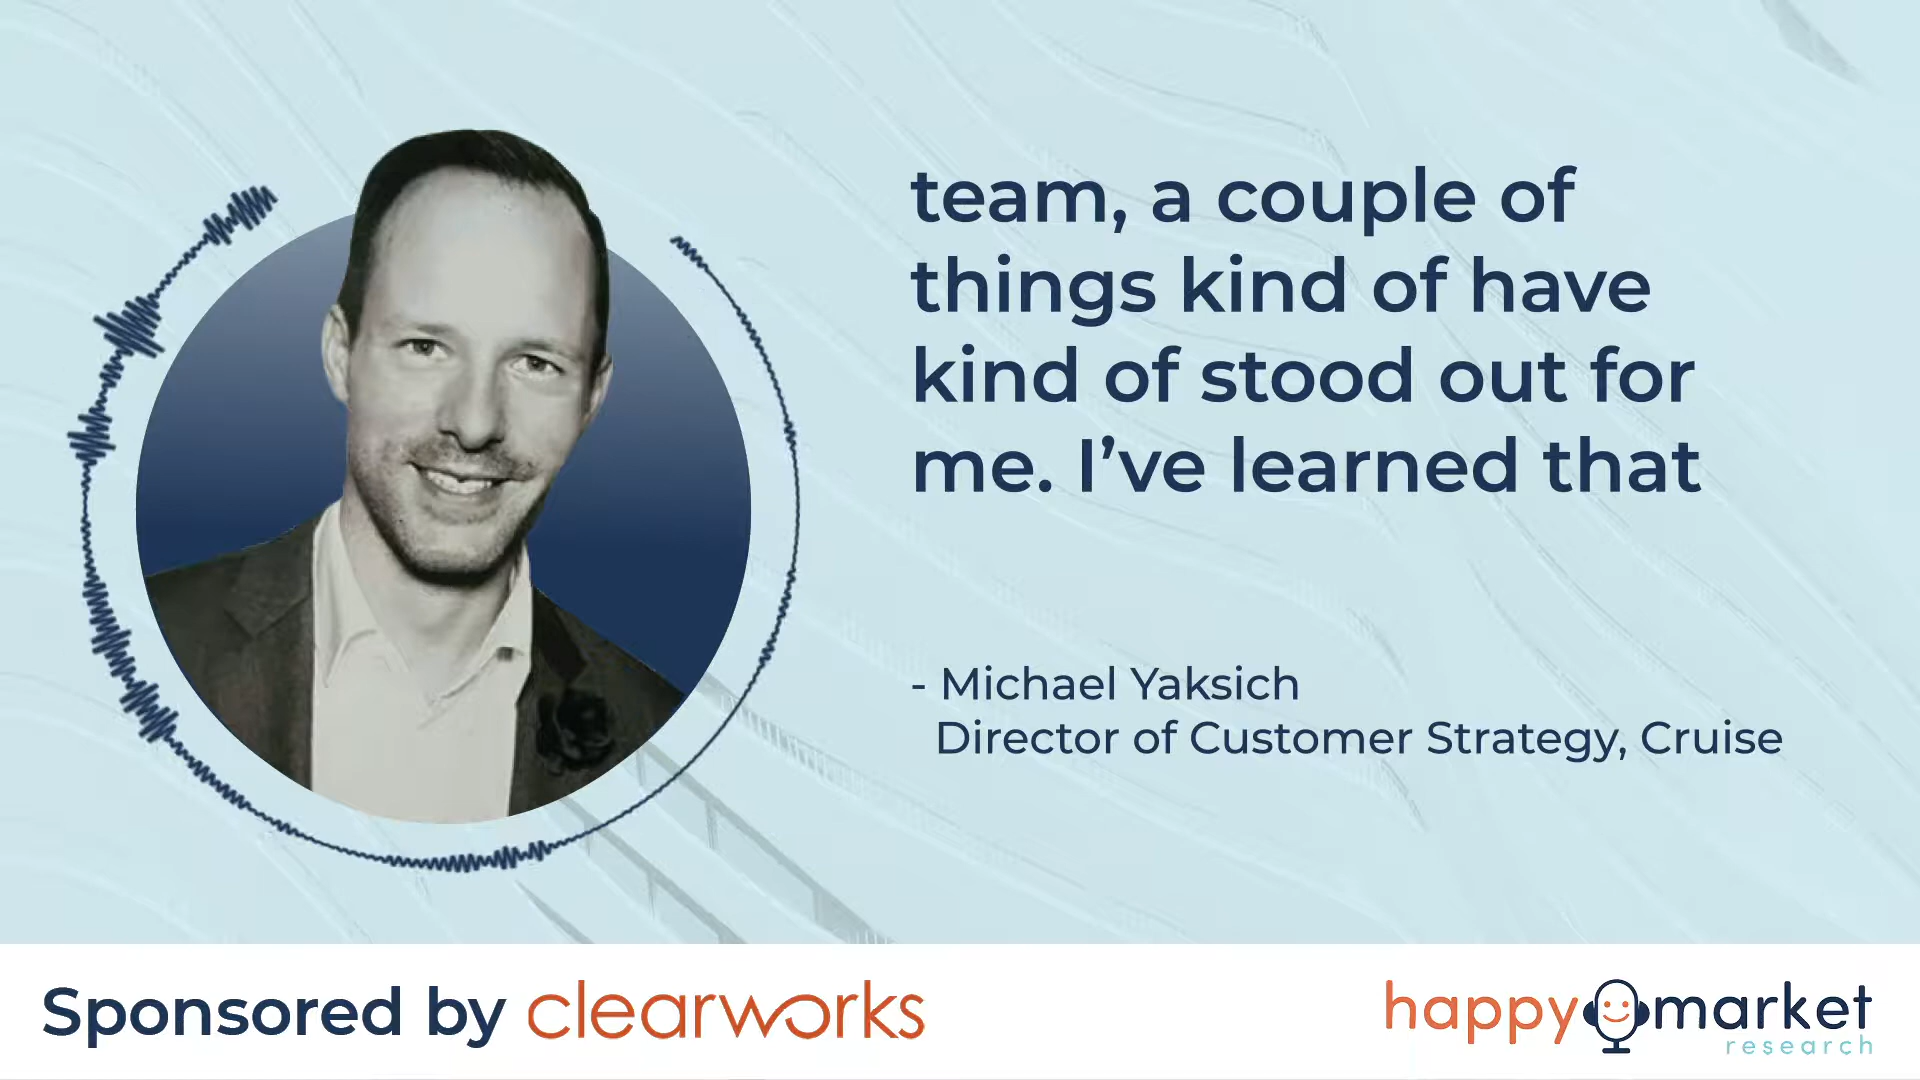 team, a couple of
things kind of have
kind of stood out for
me. I’ve learned that
- Michael Yaksich
Director of Customer Strategy, Cruise
Sponsored by clearworks
happy market
research